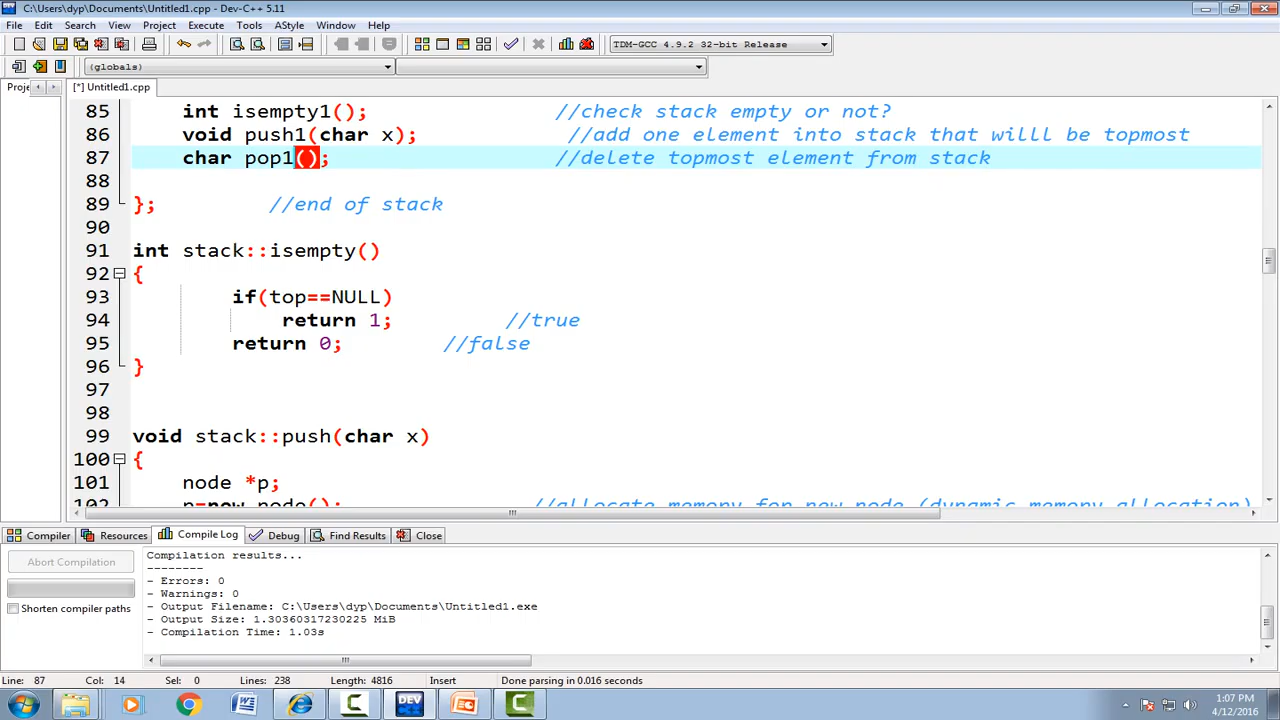 C:\Users\dyp\Documents\Untitled1.cpp - Dev-C++ 5.11
File Edit Search View Project Execute Tools AStyle Window Help
TDM-GCC 4.9.2 32-bit Release
(globals)
Proje [*] Untitled1.cpp
85 int isempty1(); //check stack empty or not?
86 void push1(char x); //add one element into stack that willl be topmost
87 char pop1(); //delete topmost element from stack
88
89 }; //end of stack
90
91 int stack::isempty()
92 {
93 if(top==NULL)
94 return 1; //true
95 return 0; //false
96 }
97
98
99 void stack::push(char x)
100 {
101 node *p;
102 p=new node(); //allocate memory for new node (dynamic memory allocation)
Compiler Resources Compile Log Debug Find Results Close
Abort Compilation
Shorten compiler paths
Compilation results...
--------
- Errors: 0
- Warnings: 0
- Output Filename: C:\Users\dyp\Documents\Untitled1.exe
- Output Size: 1.30360317230225 MiB
- Compilation Time: 1.03s
Line: 87 Col: 14 Sel: 0 Lines: 238 Length: 4816 Insert Done parsing in 0.016 seconds
1:07 PM
4/12/2016